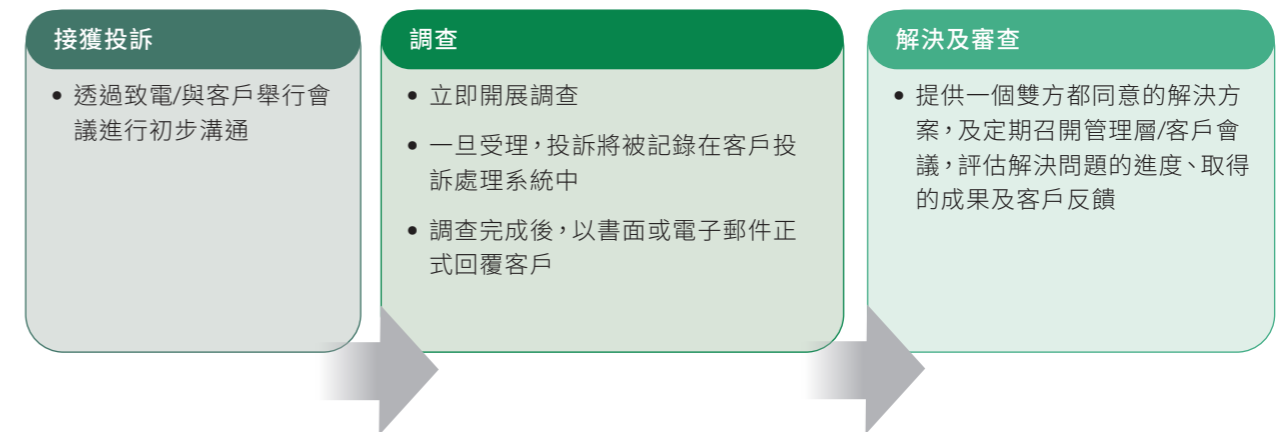 接獲投訴
• 透過致電/與客戶舉行會
議進行初步溝通
調查
• 立即開展調查
• 一旦受理，投訴將被記錄在客戶投
訴處理系統中
• 調查完成後，以書面或電子郵件正
式回覆客戶
解決及審查
• 提供一個雙方都同意的解決方
案，及定期召開管理層/客戶會
議，評估解決問題的進度、取得
的成果及客戶反饋